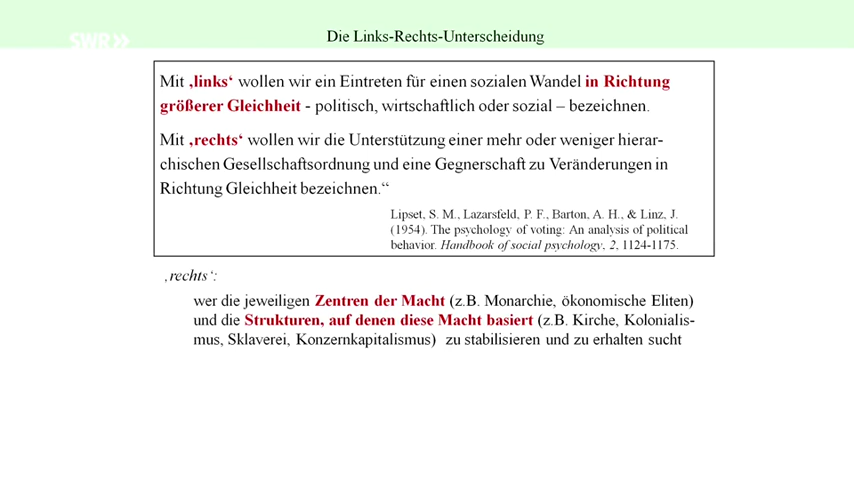 Die Links-Rechts-Unterscheidung
SWR»
Mit ‚links‘ wollen wir ein Eintreten für einen sozialen Wandel in Richtung
größerer Gleichheit - politisch, wirtschaftlich oder sozial – bezeichnen.
Mit ‚rechts‘ wollen wir die Unterstützung einer mehr oder weniger hierar-
chischen Gesellschaftsordnung und eine Gegnerschaft zu Veränderungen in
Richtung Gleichheit bezeichnen.“
Lipset, S. M., Lazarsfeld, P. F., Barton, A. H., & Linz, J.
(1954). The psychology of voting: An analysis of political
behavior. Handbook of social psychology, 2, 1124-1175.
‚rechts‘:
wer die jeweiligen Zentren der Macht (z.B. Monarchie, ökonomische Eliten)
und die Strukturen, auf denen diese Macht basiert (z.B. Kirche, Kolonialis-
mus, Sklaverei, Konzernkapitalismus) zu stabilisieren und zu erhalten sucht